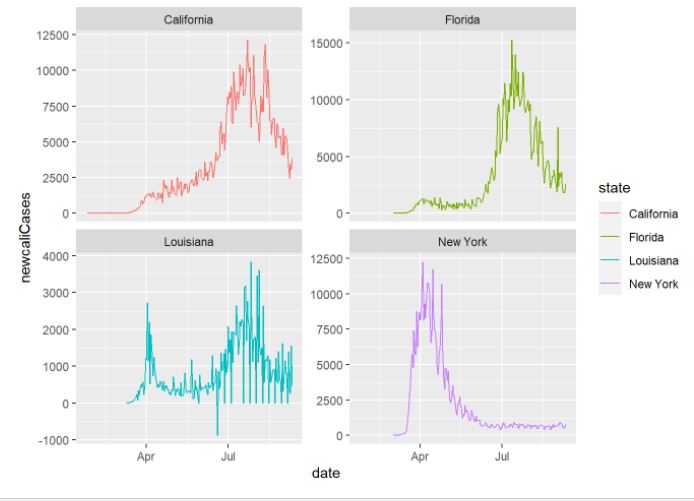 California
Florida
12500
10000
7500
5000
2500
0
15000
10000
5000
0
newcaliCases
Louisiana
New York
4000
3000
2000
1000
0
-1000
12500
10000
7500
5000
2500
0
Apr
Jul
Apr
Jul
date
state
California
Florida
Louisiana
New York